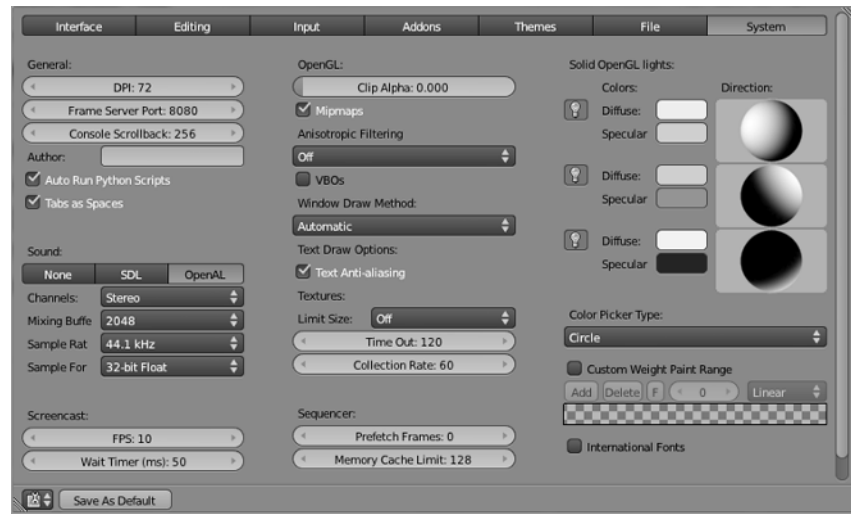 Interface Editing Input Addons Themes File System
General:
DPI: 72
Frame Server Port: 8080
Console Scrollback: 256
Author:
Auto Run Python Scripts
Tabs as Spaces
Sound:
None SDL OpenAL
Channels: Stereo
Mixing Buffe 2048
Sample Rat 44.1 kHz
Sample For 32-bit Float
Screencast:
FPS: 10
Wait Timer (ms): 50
OpenGL:
Clip Alpha: 0.000
Mipmaps
Anisotropic Filtering
Off
VBOs
Window Draw Method:
Automatic
Text Draw Options:
Text Anti-aliasing
Textures:
Limit Size: Off
Time Out: 120
Collection Rate: 60
Sequencer:
Prefetch Frames: 0
Memory Cache Limit: 128
Solid OpenGL lights:
Colors: Direction:
Diffuse:
Specular
Diffuse:
Specular
Diffuse:
Specular
Color Picker Type:
Circle
Custom Weight Paint Range
Add Delete F 0 Linear
International Fonts
Save As Default